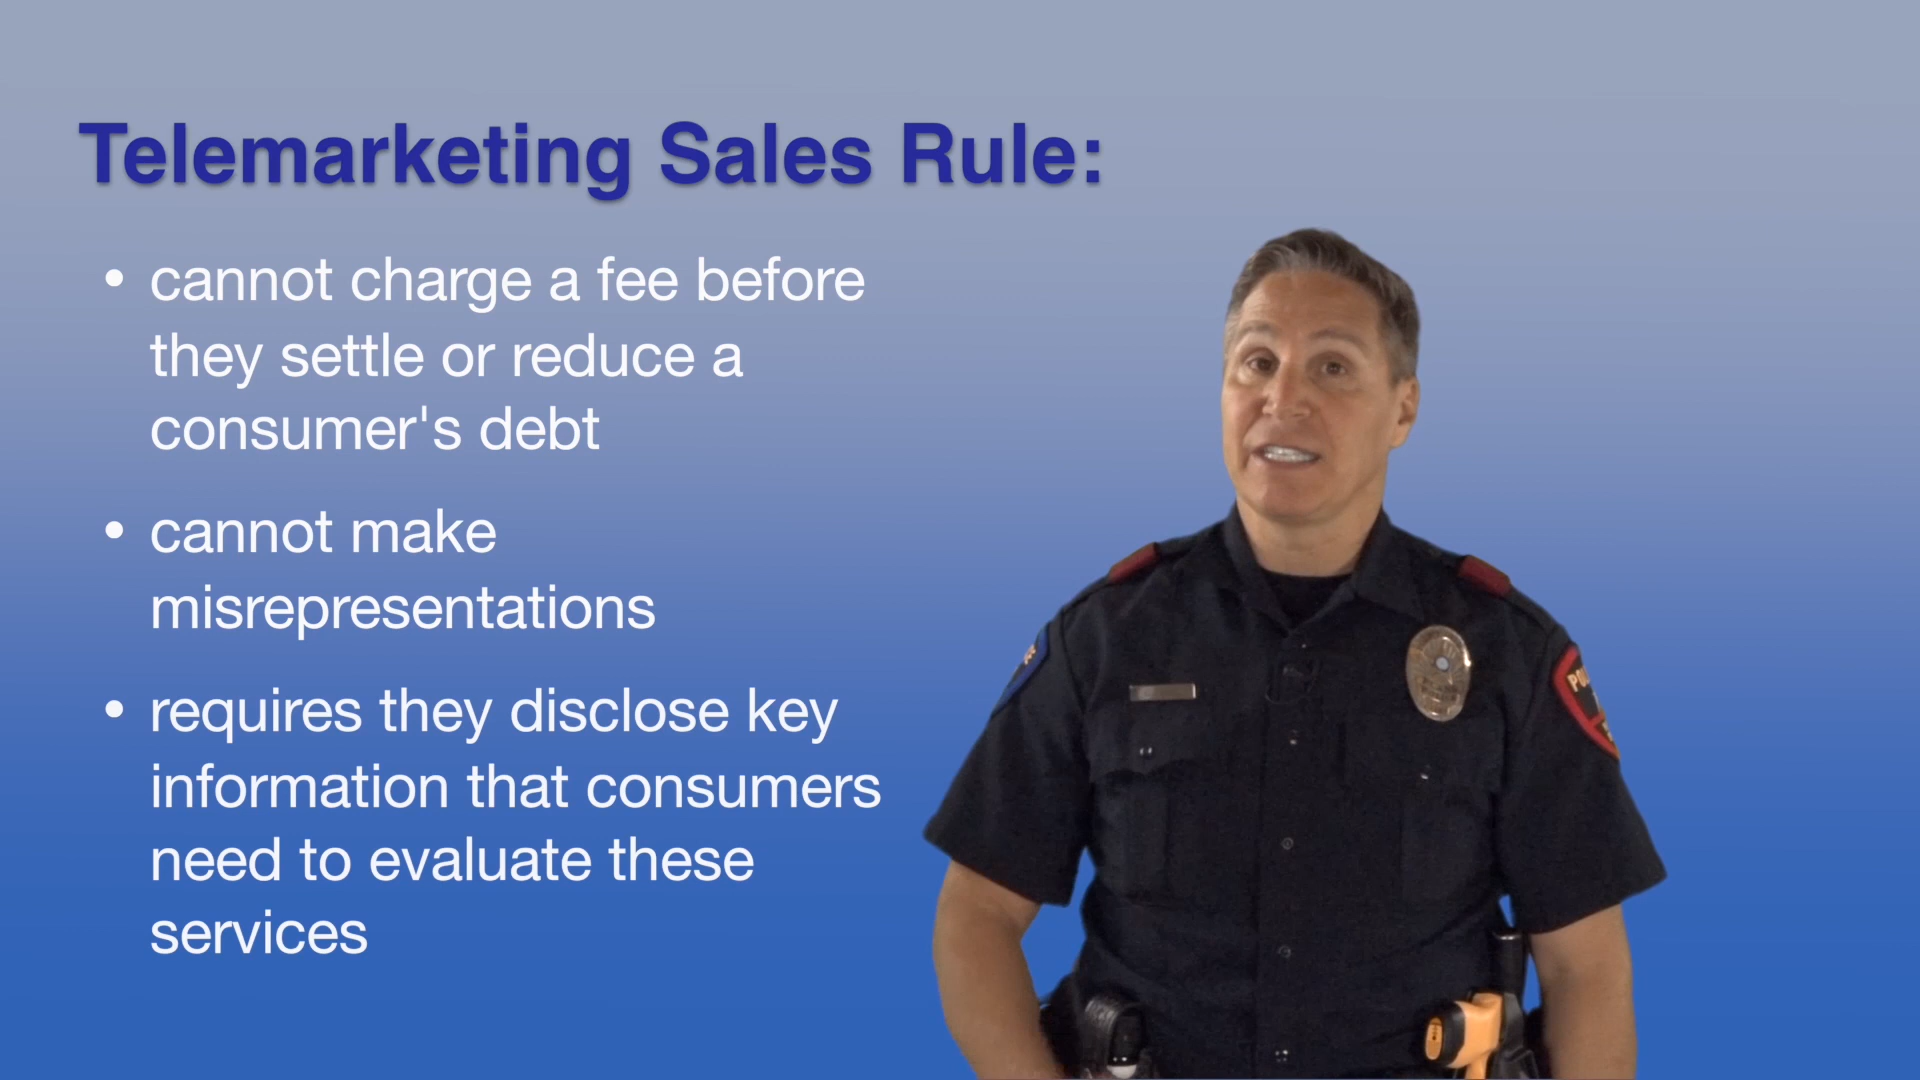 Telemarketing Sales Rule:
• cannot charge a fee before
they settle or reduce a
consumer's debt
• cannot make
misrepresentations
• requires they disclose key
information that consumers
need to evaluate these
services